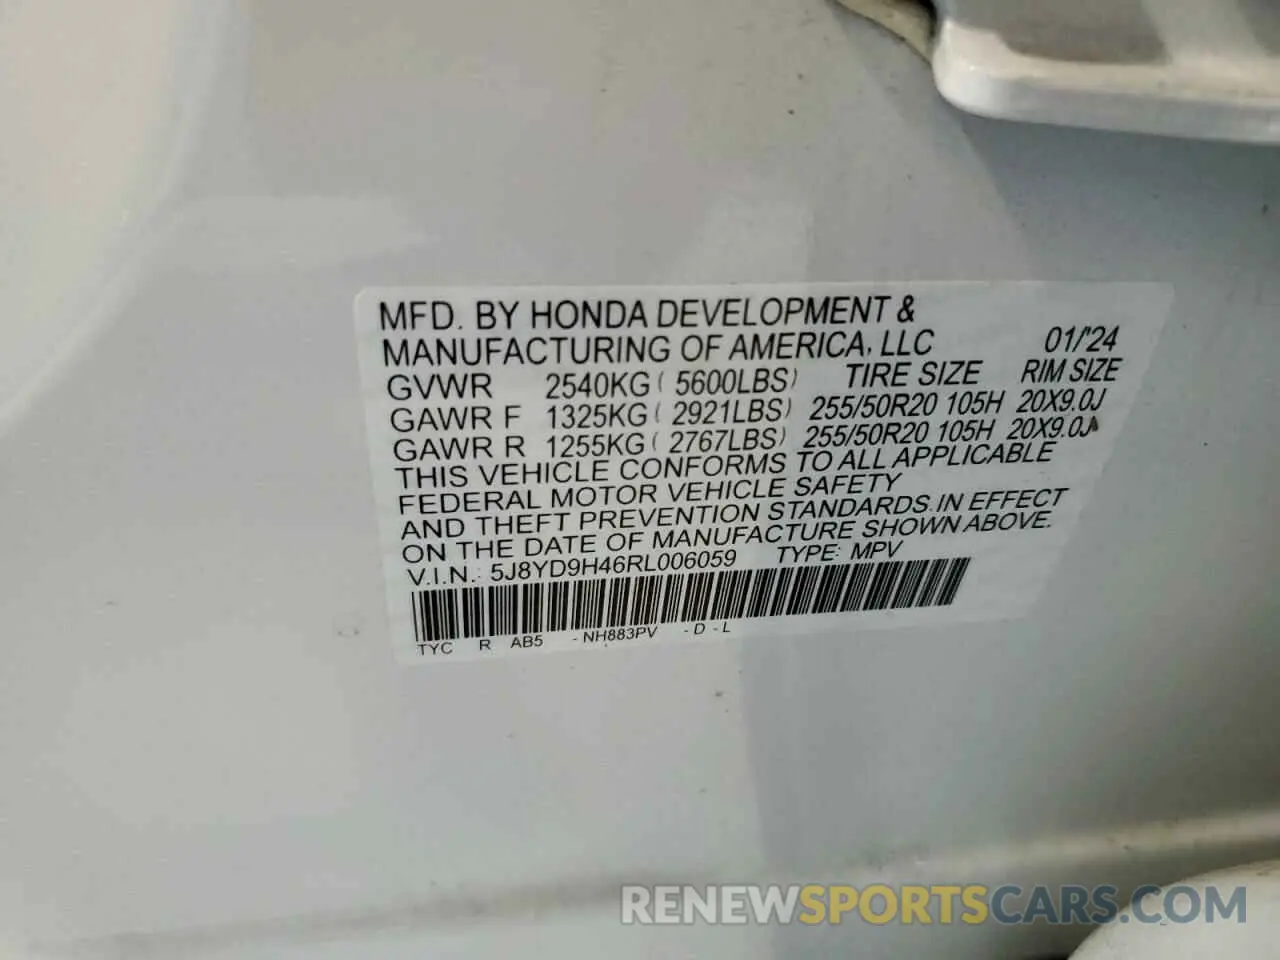 MFD. BY HONDA DEVELOPMENT &
MANUFACTURING OF AMERICA, LLC 01/'24
GVWR 2540KG ( 5600LBS) TIRE SIZE RIM SIZE
GAWR F 1325KG ( 2921LBS) 255/50R20 105H 20X9.0J
GAWR R 1255KG ( 2767LBS) 255/50R20 105H 20X9.0J
THIS VEHICLE CONFORMS TO ALL APPLICABLE
FEDERAL MOTOR VEHICLE SAFETY
AND THEFT PREVENTION STANDARDS IN EFFECT
ON THE DATE OF MANUFACTURE SHOWN ABOVE.
V.I.N.: 5J8YD9H46RL006059 TYPE: MPV
TYC R AB5 - NH883PV - D - L
RENEWSPORTSCARS.COM